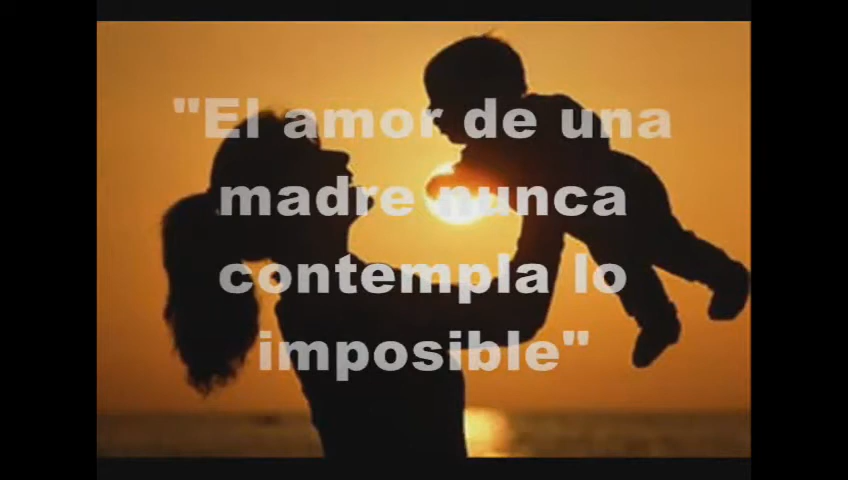 "El amor de una
madre nunca
contempla lo
imposible"